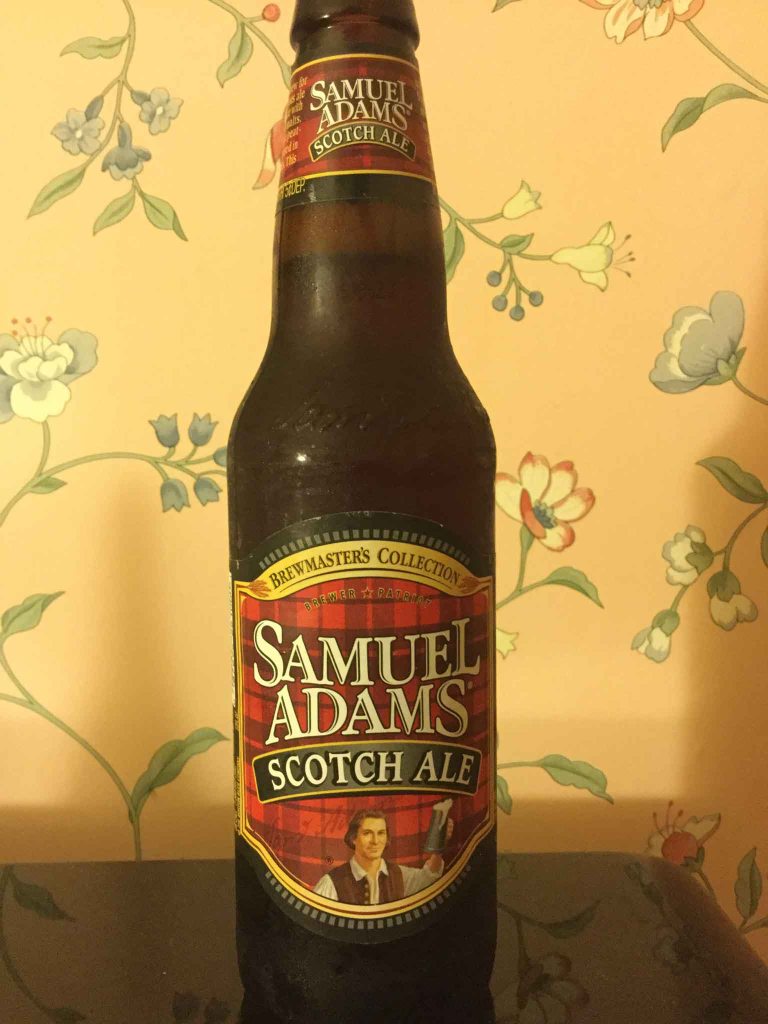 SAMUEL
ADAMS
SCOTCH ALE
BREWMASTER'S COLLECTION
BREWER ★ PATRIOT
SAMUEL
ADAMS®
SCOTCH ALE
®